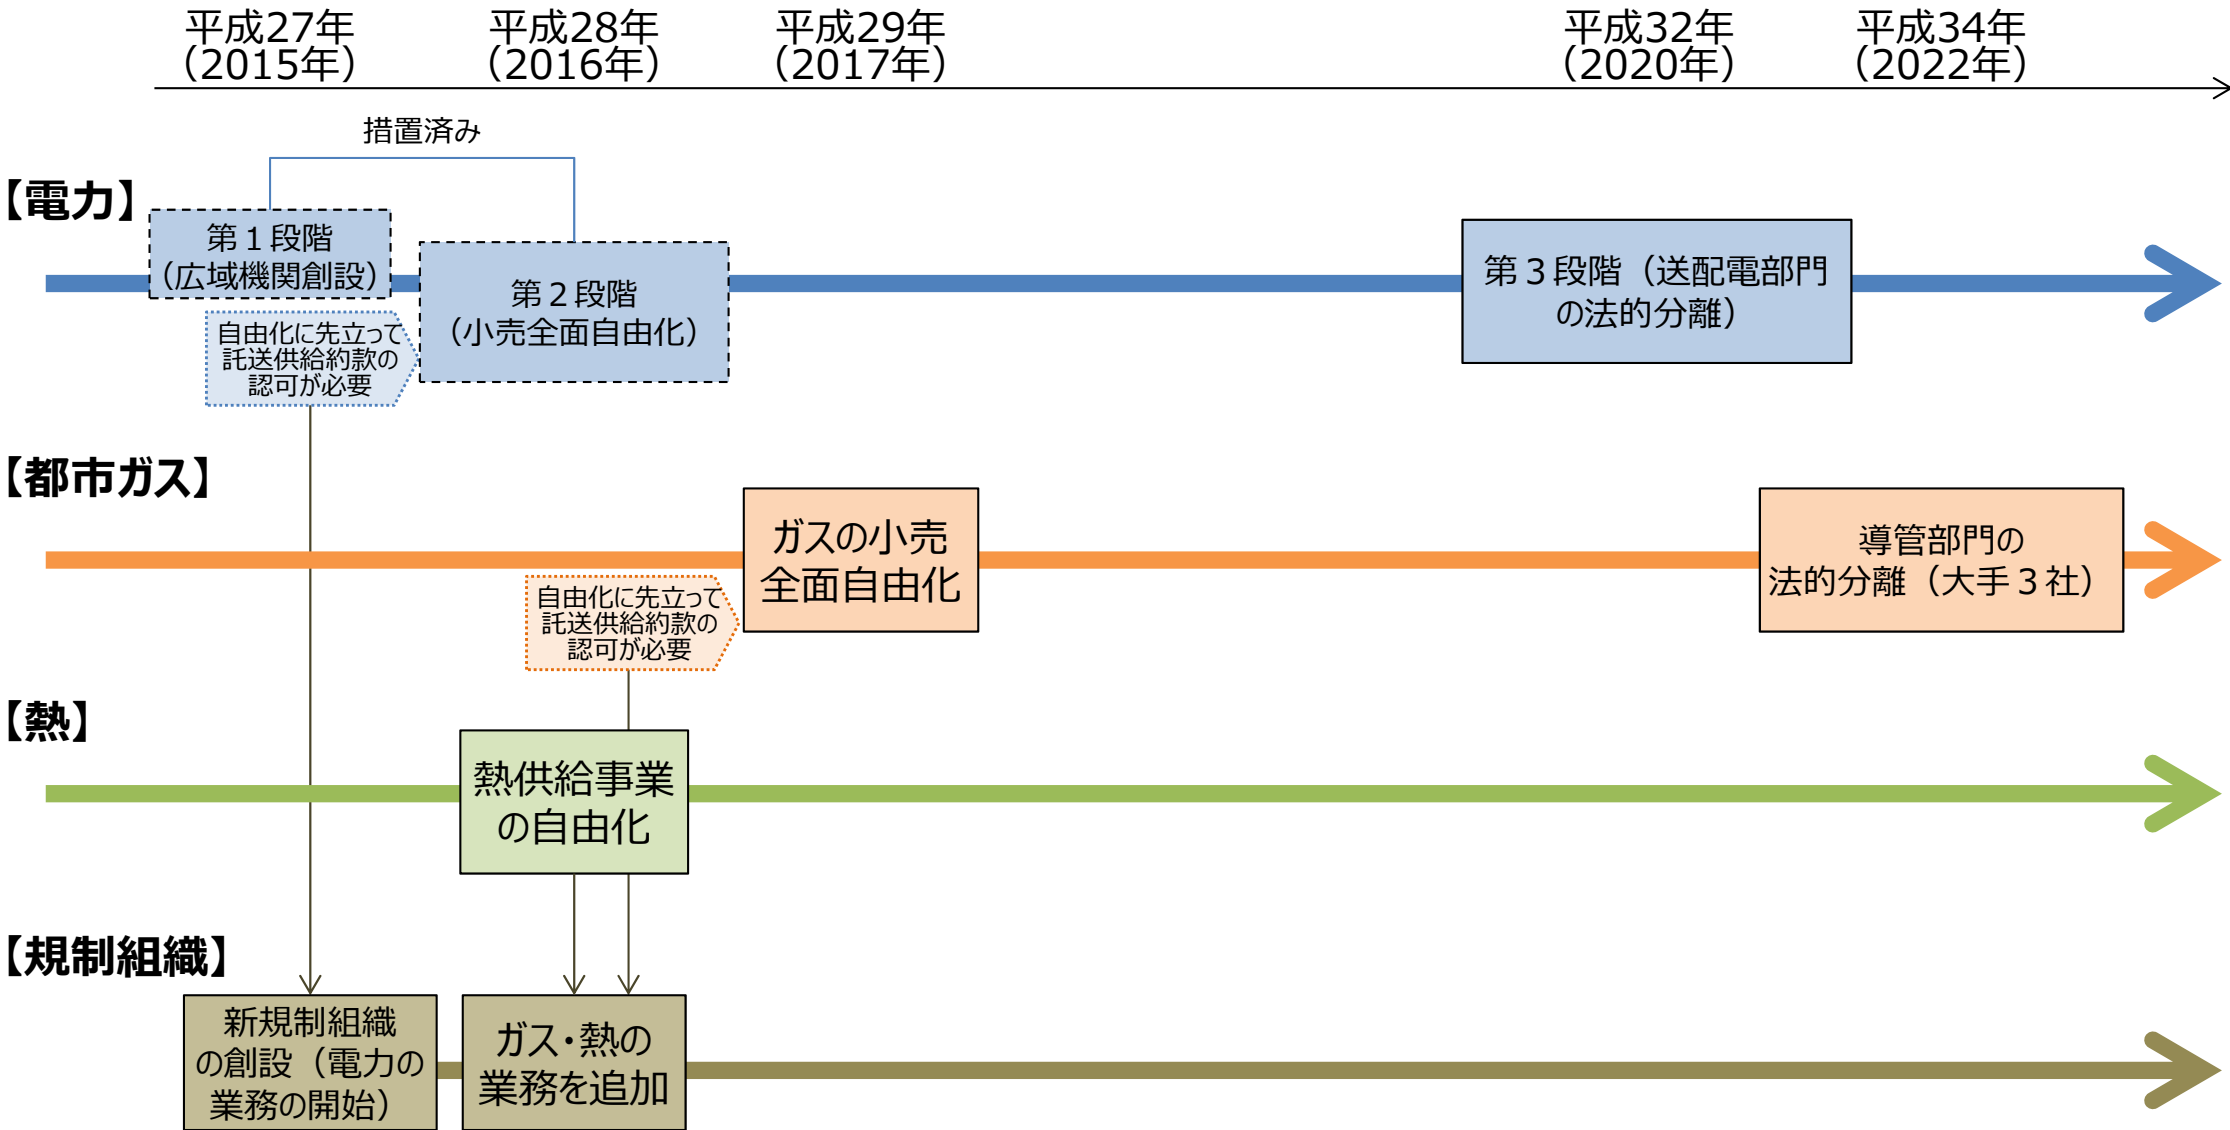 平成27年
（2015年）
平成28年
（2016年）
平成29年
（2017年）
平成32年
（2020年）
平成34年
（2022年）
措置済み
【電力】
第１段階
（広域機関創設）
第２段階
（小売全面自由化）
第３段階（送配電部門
の法的分離）
自由化に先立って
託送供給約款の
認可が必要
【都市ガス】
ガスの小売
全面自由化
導管部門の
法的分離（大手３社）
自由化に先立って
託送供給約款の
認可が必要
【熱】
熱供給事業
の自由化
【規制組織】
新規制組織
の創設（電力の
業務の開始）
ガス・熱の
業務を追加